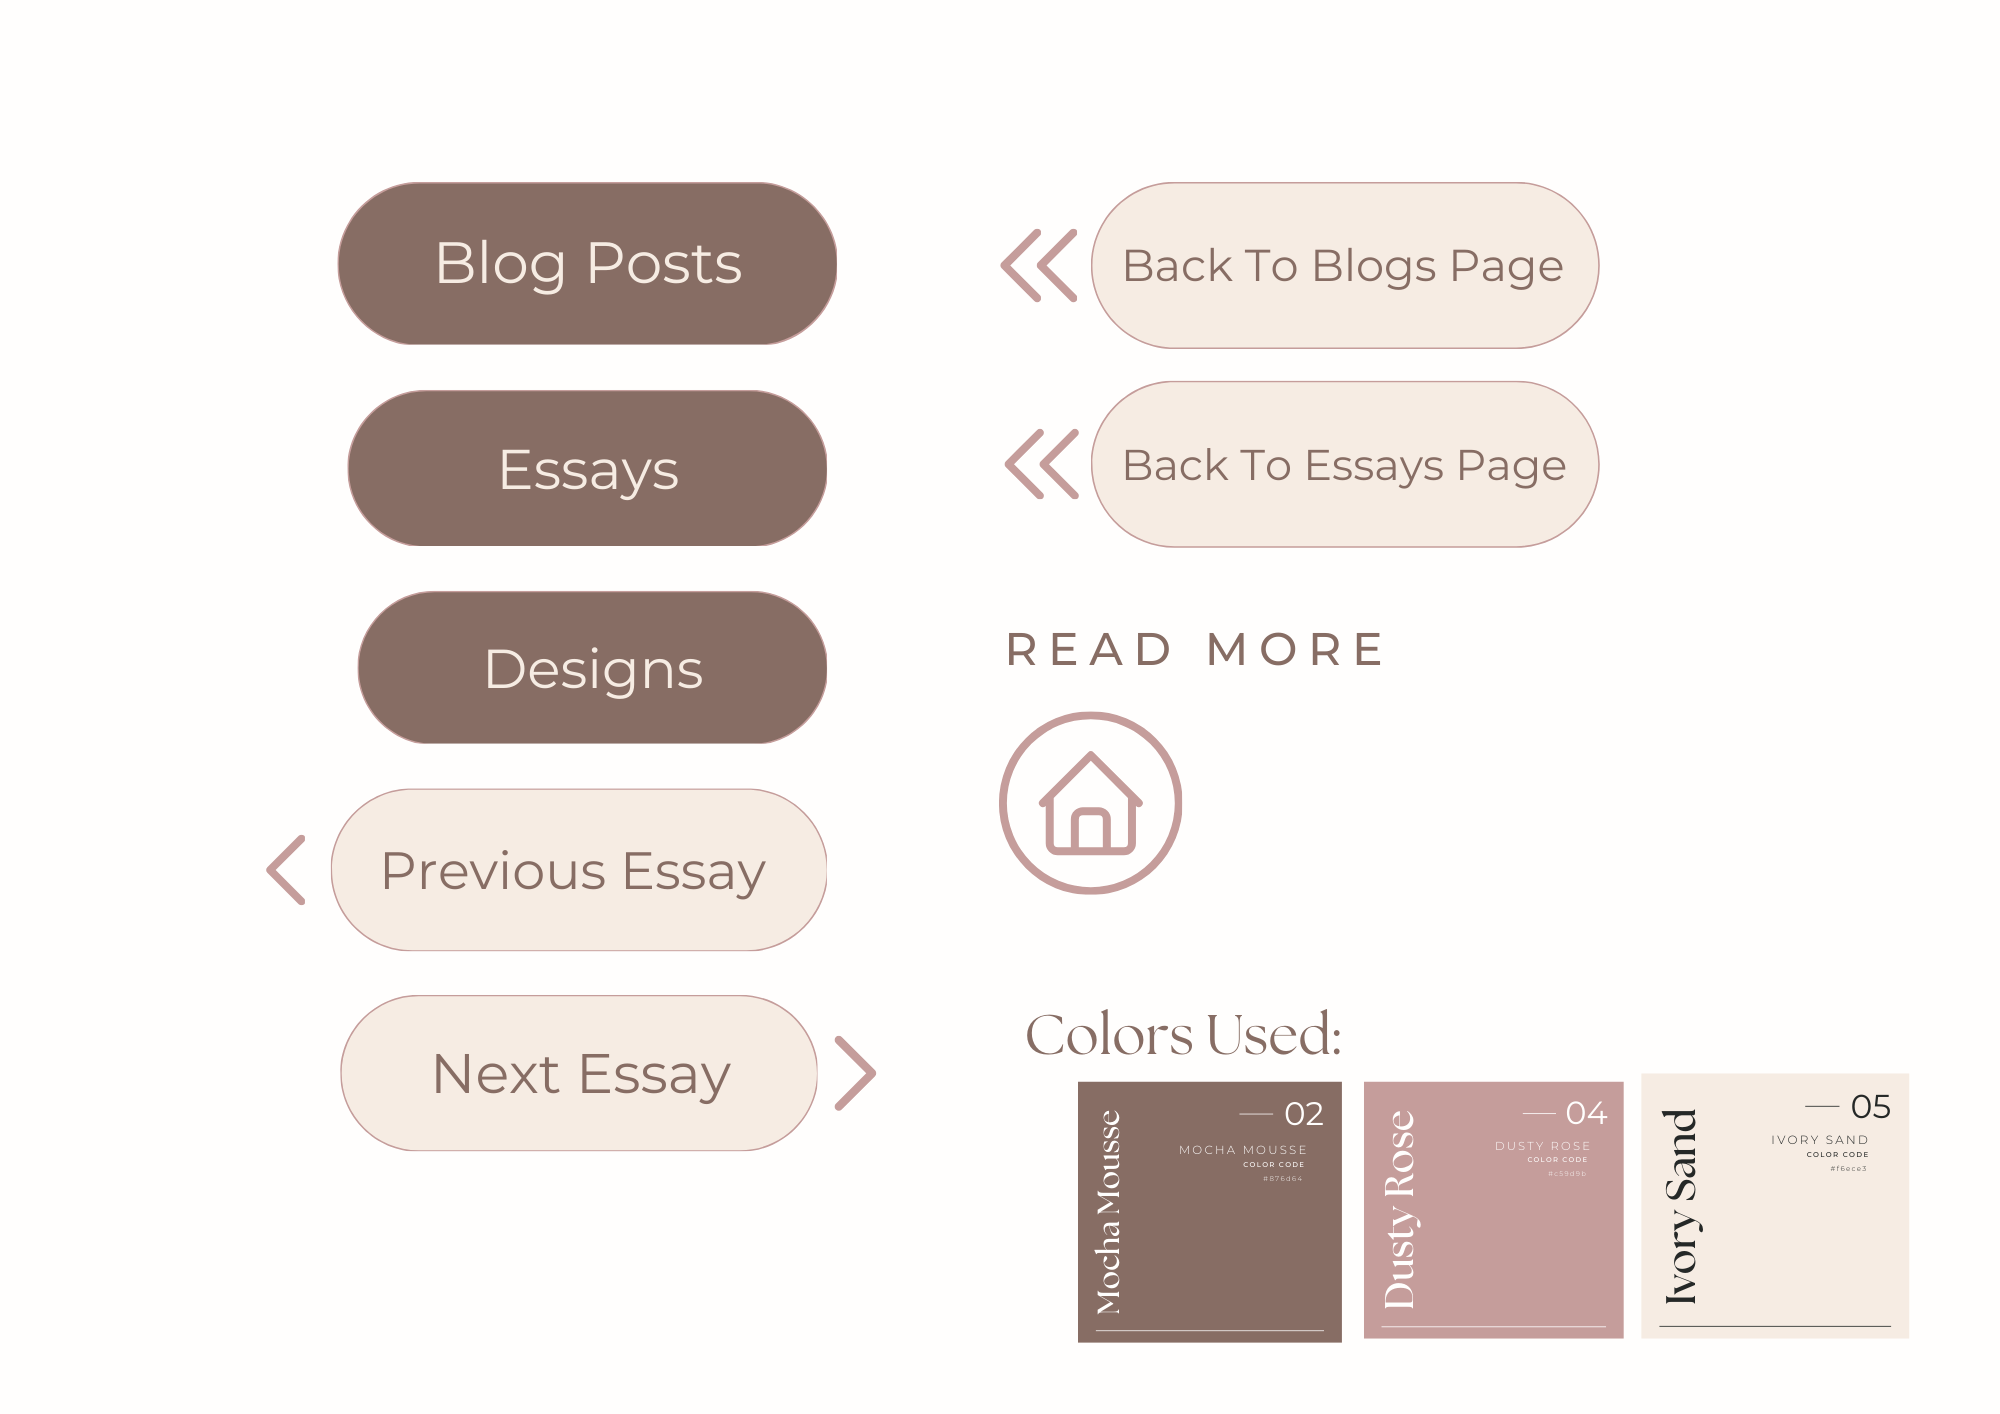 Blog Posts
Essays
Designs
Previous Essay
Next Essay
Back To Blogs Page
Back To Essays Page
READ MORE
Colors Used:
Mocha Mousse
02
MOCHA MOUSSE
COLOR CODE
#876d64
Dusty Rose
04
DUSTY ROSE
COLOR CODE
#c59d9b
Ivory Sand
05
IVORY SAND
COLOR CODE
#f6ece3